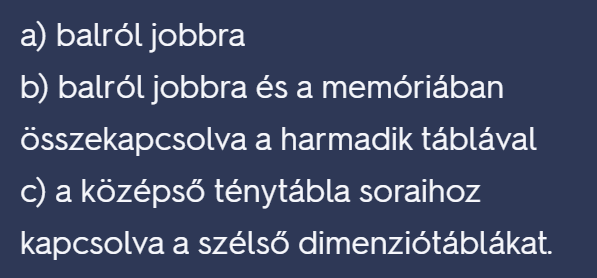 a) balról jobbra
b) balról jobbra és a memóriában
összekapcsolva a harmadik táblával
c) a középső ténytábla soraihoz
kapcsolva a szélső dimenziótáblákat.